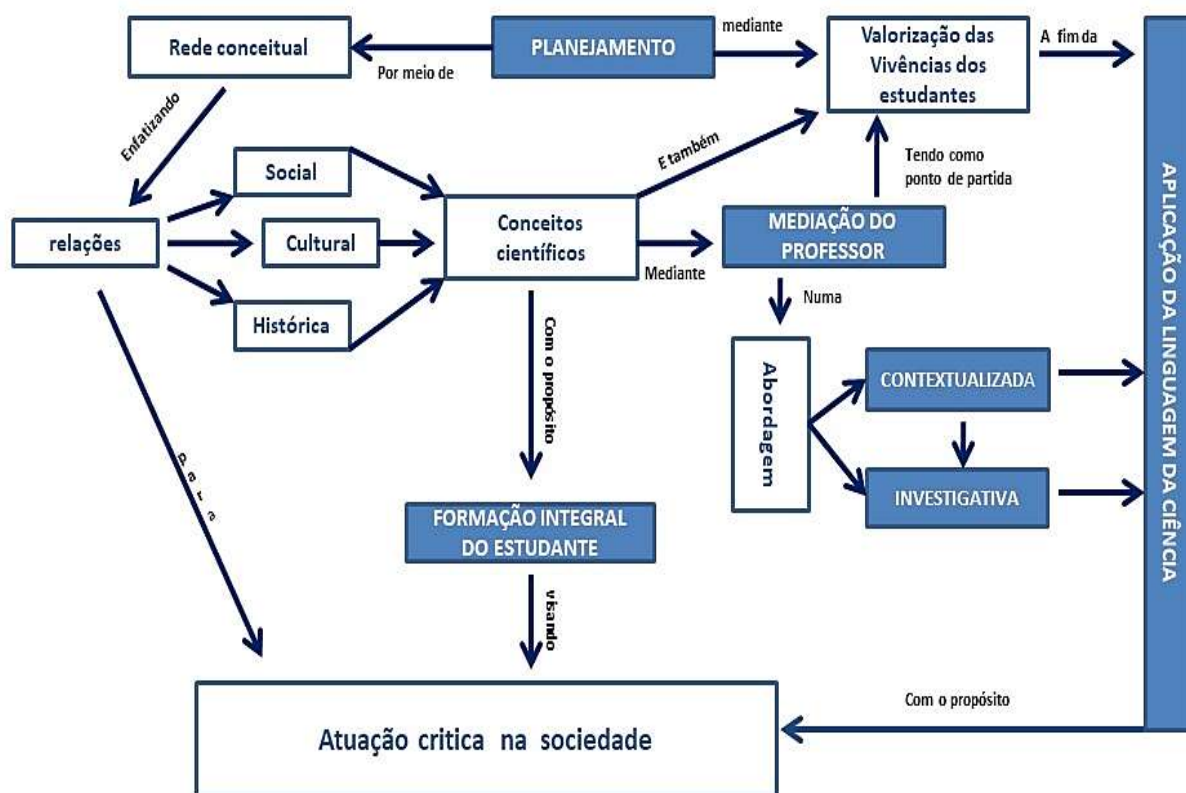 Rede conceitual
PLANEJAMENTO
mediante
Valorização das
Vivências dos
estudantes
A fim da
Por meio de
Enfatizando
E também
Tendo como
ponto de partida
Social
relações
Cultural
Histórica
Conceitos
científicos
Mediante
MEDIAÇÃO DO
PROFESSOR
Numa
Abordagem
CONTEXTUALIZADA
INVESTIGATIVA
APLICAÇÃO DA LINGUAGEM DA CIÊNCIA
Com o propósito
FORMAÇÃO INTEGRAL
DO ESTUDANTE
visando
Para
Com o propósito
Atuação critica na sociedade